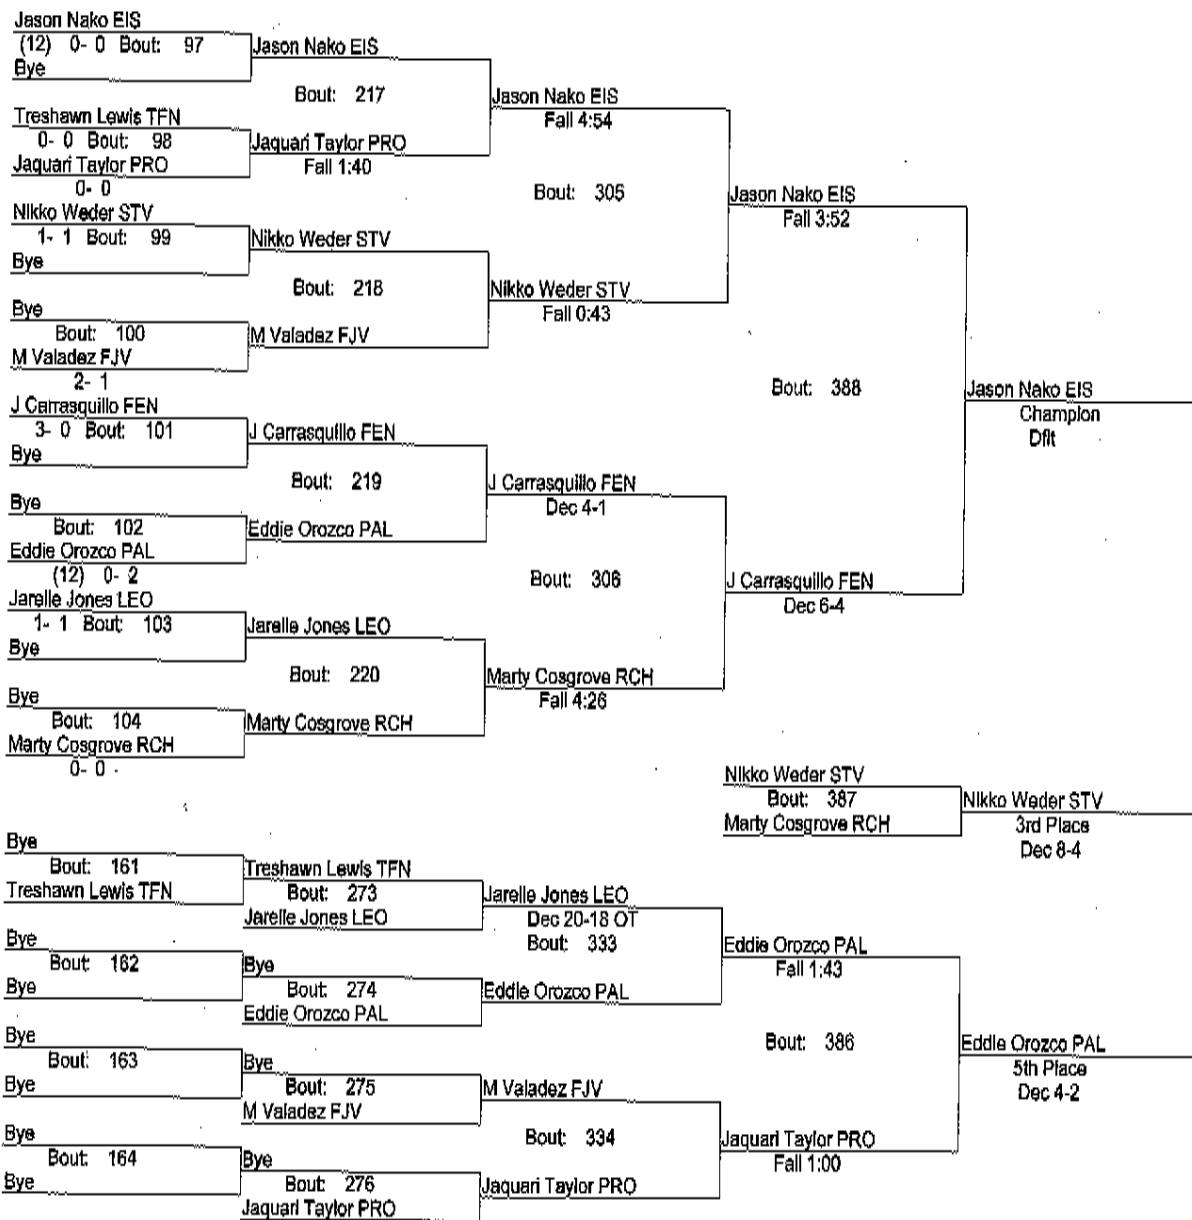 Jason Nako EIS
(12) 0- 0 Bout: 97
Bye
Jason Nako EIS
Bout: 217
Treshawn Lewis TFN
0- 0 Bout: 98
Jaquari Taylor PRO
0- 0
Jaquari Taylor PRO
Fall 1:40
Jason Nako EIS
Fall 4:54
Bout: 305
Nikko Weder STV
1- 1 Bout: 99
Bye
Nikko Weder STV
Bout: 218
Bye
Bout: 100
M Valadez FJV
2- 1
M Valadez FJV
Nikko Weder STV
Fall 0:43
Jason Nako EIS
Fall 3:52
Bout: 388
J Carrasquillo FEN
3- 0 Bout: 101
Bye
J Carrasquillo FEN
Bout: 219
Bye
Bout: 102
Eddie Orozco PAL
(12) 0- 2
Eddie Orozco PAL
J Carrasquillo FEN
Dec 4-1
Bout: 306
Jarelle Jones LEO
1- 1 Bout: 103
Bye
Jarelle Jones LEO
Bout: 220
Bye
Bout: 104
Marty Cosgrove RCH
0- 0
Marty Cosgrove RCH
Marty Cosgrove RCH
Fall 4:26
J Carrasquillo FEN
Dec 6-4
Jason Nako EIS
Champion
Dflt
Nikko Weder STV
Bout: 387
Marty Cosgrove RCH
Nikko Weder STV
3rd Place
Dec 8-4
Bye
Bout: 161
Treshawn Lewis TFN
Treshawn Lewis TFN
Bout: 273
Jarelle Jones LEO
Jarelle Jones LEO
Dec 20-18 OT
Bout: 333
Bye
Bout: 162
Bye
Bye
Bout: 274
Eddie Orozco PAL
Eddie Orozco PAL
Eddie Orozco PAL
Fall 1:43
Bout: 386
Bye
Bout: 163
Bye
Bye
Bout: 275
M Valadez FJV
M Valadez FJV
Bout: 334
Bye
Bout: 164
Bye
Bye
Bout: 276
Jaquari Taylor PRO
Jaquari Taylor PRO
Jaquari Taylor PRO
Fall 1:00
Eddie Orozco PAL
5th Place
Dec 4-2